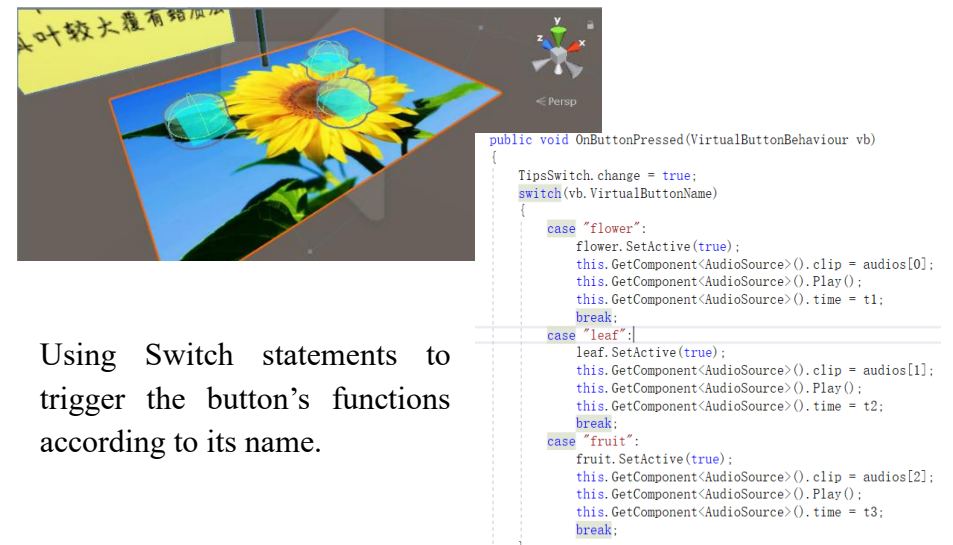 叶较大覆有
y
z
x
Persp
public void OnButtonPressed(VirtualButtonBehaviour vb)
{
TipsSwitch.change = true;
switch(vb.VirtualButtonName)
{
case "flower":
flower.SetActive(true);
this.GetComponent<AudioSource>().clip = audios[0];
this.GetComponent<AudioSource>().Play();
this.GetComponent<AudioSource>().time = t1;
break;
case "leaf":
leaf.SetActive(true);
this.GetComponent<AudioSource>().clip = audios[1];
this.GetComponent<AudioSource>().Play();
this.GetComponent<AudioSource>().time = t2;
break;
case "fruit":
fruit.SetActive(true);
this.GetComponent<AudioSource>().clip = audios[2];
this.GetComponent<AudioSource>().Play();
this.GetComponent<AudioSource>().time = t3;
break;
Using Switch statements to
trigger the button’s functions
according to its name.